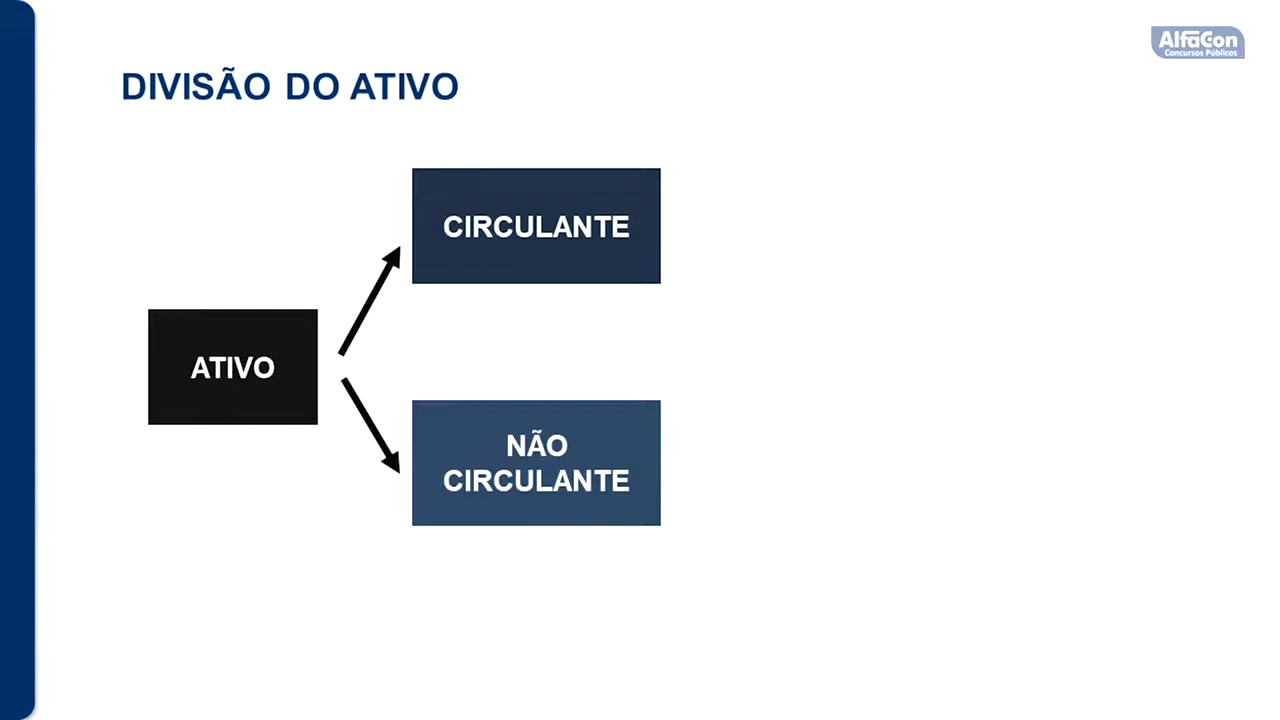 AlfaCon
Concursos Públicos
DIVISÃO DO ATIVO
CIRCULANTE
ATIVO
NÃO
CIRCULANTE